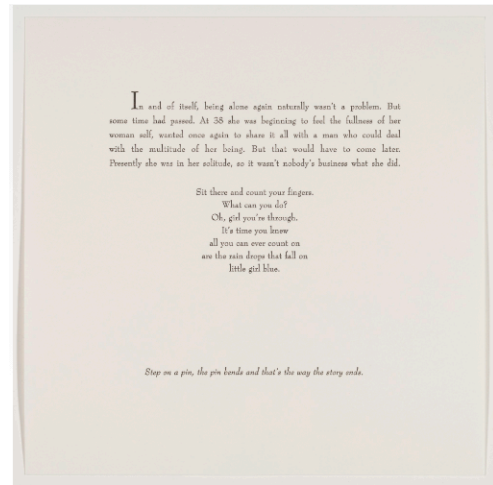 In and of itself, being alone again naturally wasn't a problem. But
some time had passed. At 38 she was beginning to feel the fullness of her
woman self, wanted once again to share it all with a man who could deal
with the multitude of her being. But that would have to come later.
Presently she was in her solitude, so it wasn't nobody's business what she did.
Sit there and count your fingers.
What can you do?
Oh, girl you're through.
It's time you knew
all you can ever count on
are the rain drops that fall on
little girl blue.
Step on a pin, the pin bends and that's the way the story ends.